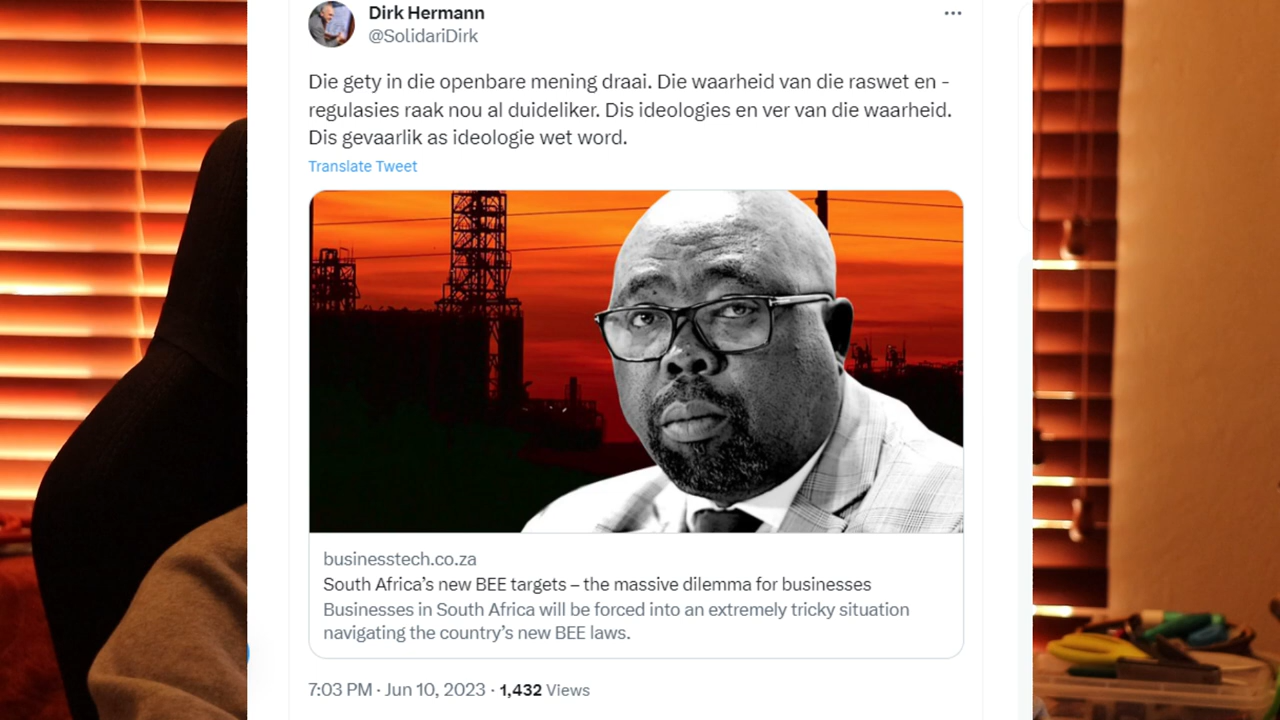 Dirk Hermann
@SolidariDirk
Die gety in die openbare mening draai. Die waarheid van die raswet en -
regulasies raak nou al duideliker. Dis ideologies en ver van die waarheid.
Dis gevaarlik as ideologie wet word.
Translate Tweet
businesstech.co.za
South Africa's new BEE targets – the massive dilemma for businesses
Businesses in South Africa will be forced into an extremely tricky situation
navigating the country's new BEE laws.
7:03 PM · Jun 10, 2023 · 1,432 Views